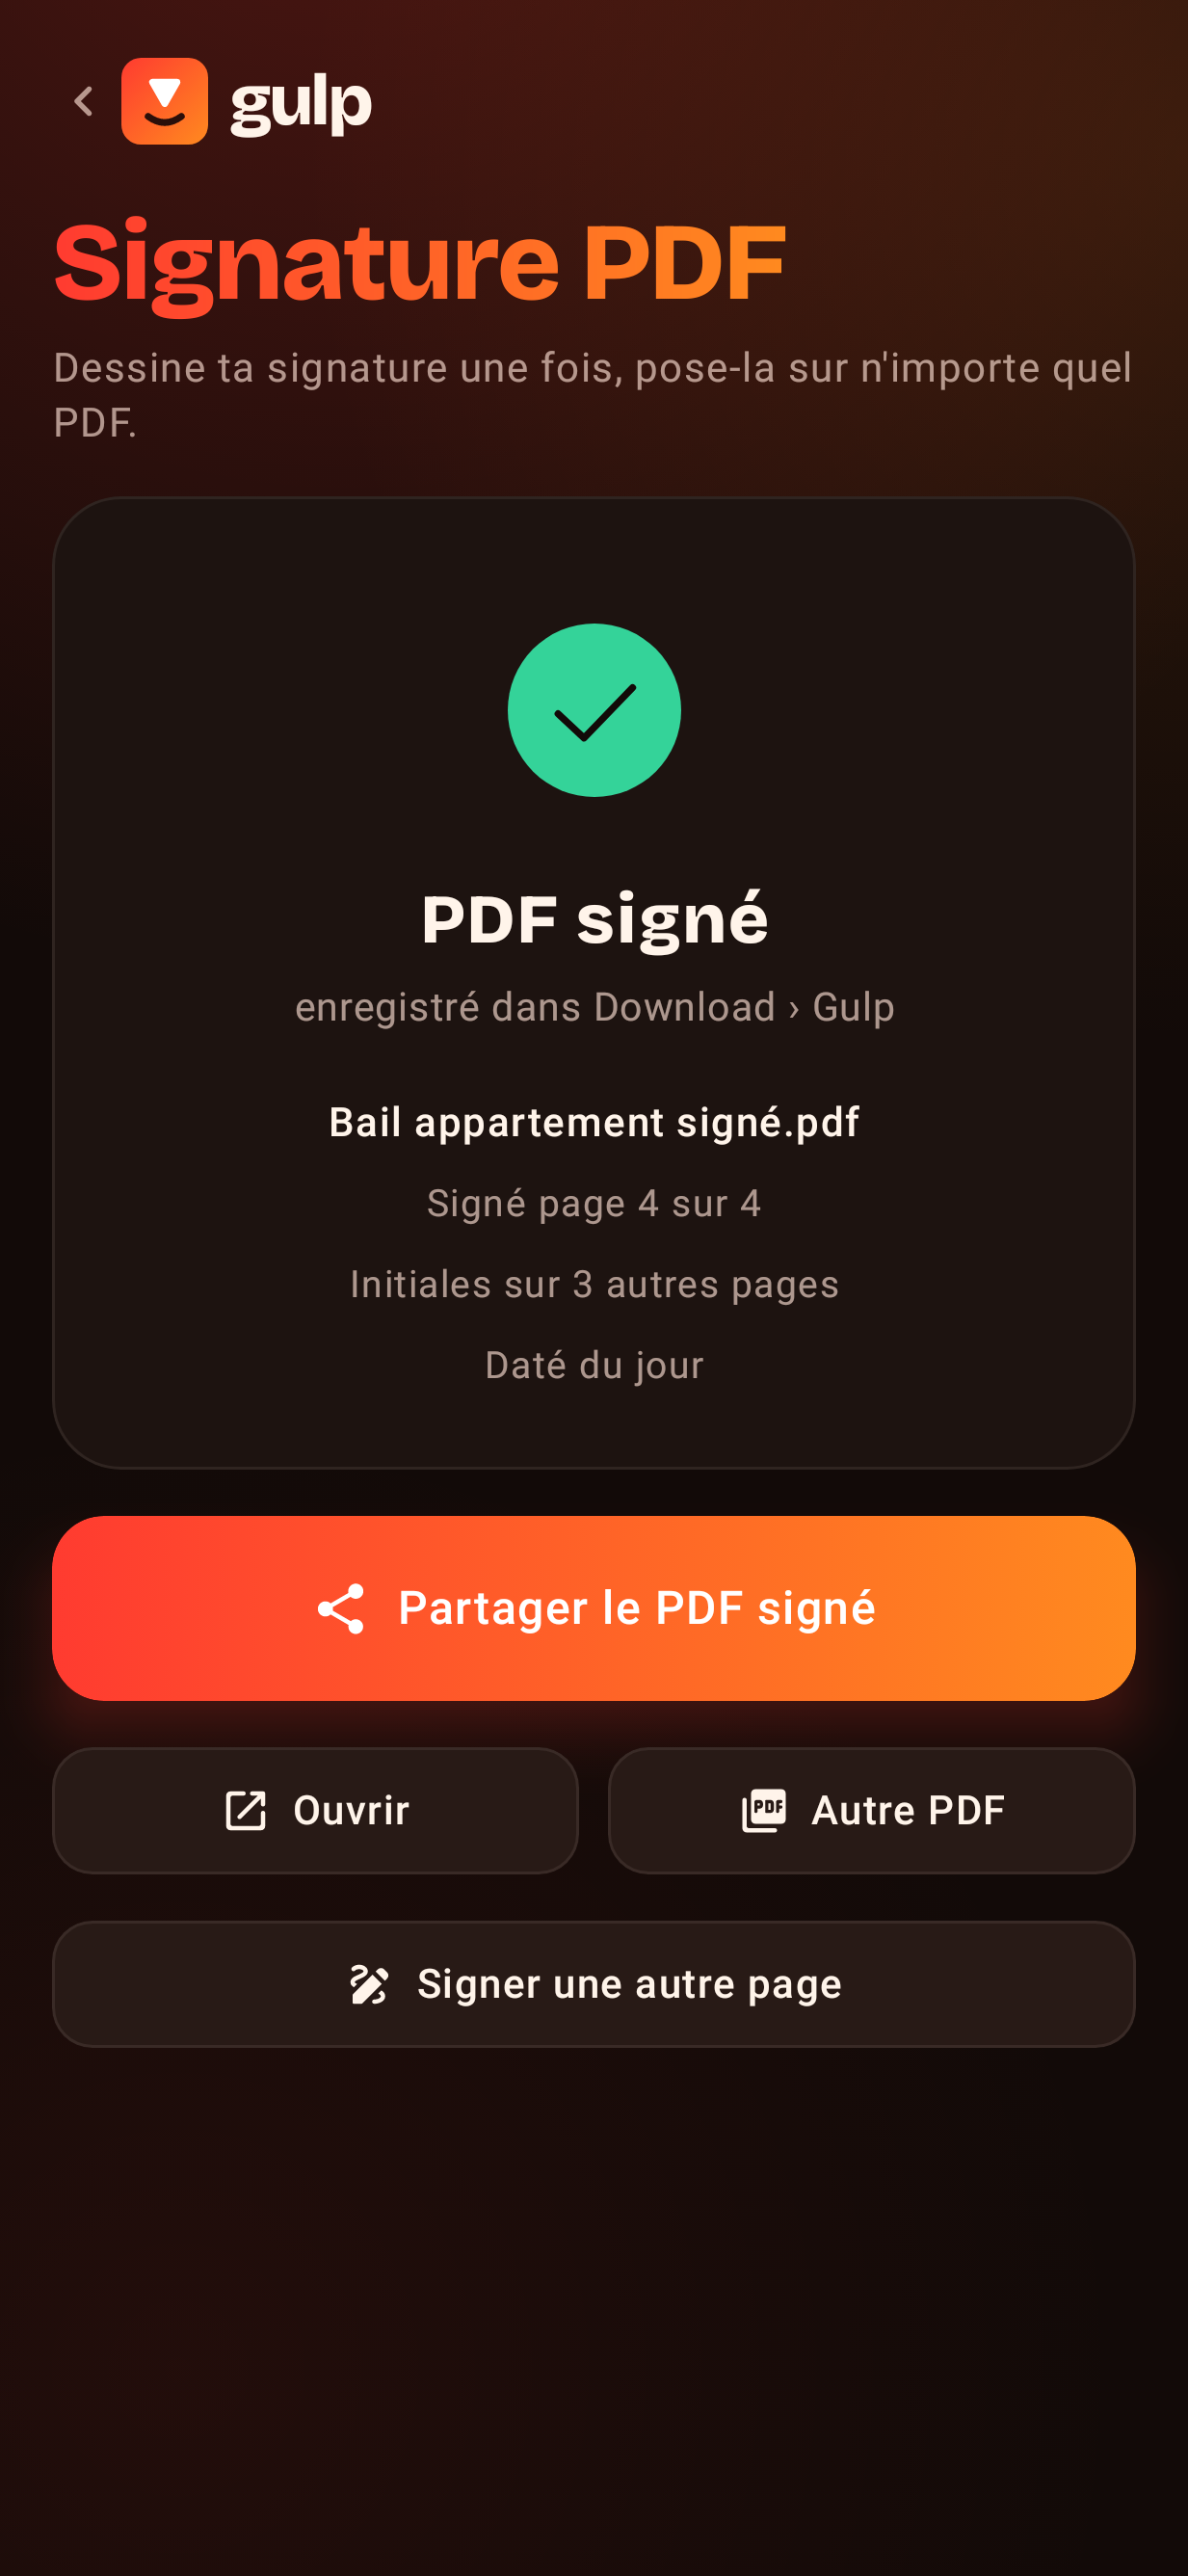 gulp
Signature PDF
Dessine ta signature une fois, pose-la sur n'importe quel
PDF.
PDF signé
enregistré dans Download › Gulp
Bail appartement signé.pdf
Signé page 4 sur 4
Initiales sur 3 autres pages
Daté du jour
Partager le PDF signé
Ouvrir
PDF Autre PDF
Signer une autre page